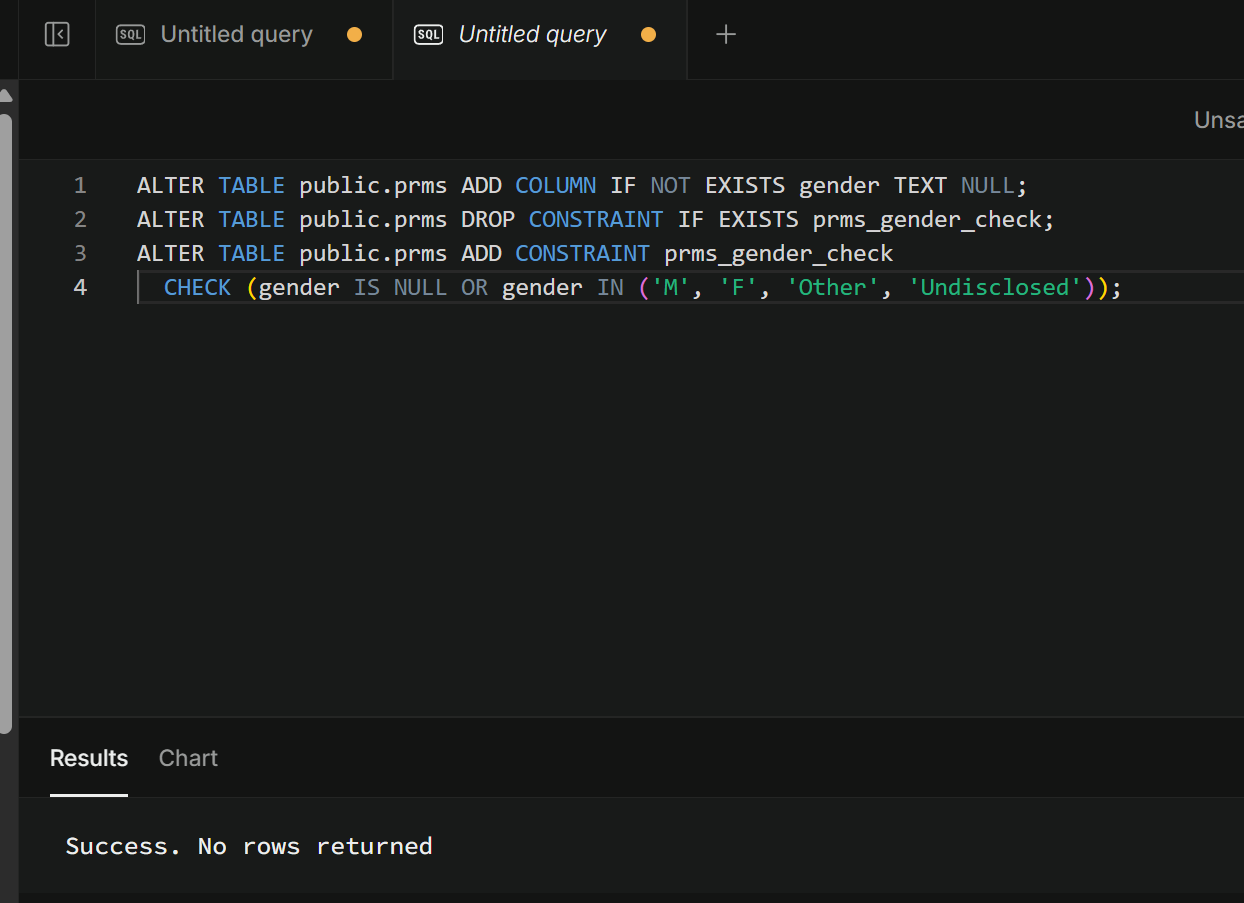 SQL Untitled query SQL Untitled query +
Unsa
1 ALTER TABLE public.prms ADD COLUMN IF NOT EXISTS gender TEXT NULL;
2 ALTER TABLE public.prms DROP CONSTRAINT IF EXISTS prms_gender_check;
3 ALTER TABLE public.prms ADD CONSTRAINT prms_gender_check
4 CHECK (gender IS NULL OR gender IN ('M', 'F', 'Other', 'Undisclosed'));
Results Chart
Success. No rows returned